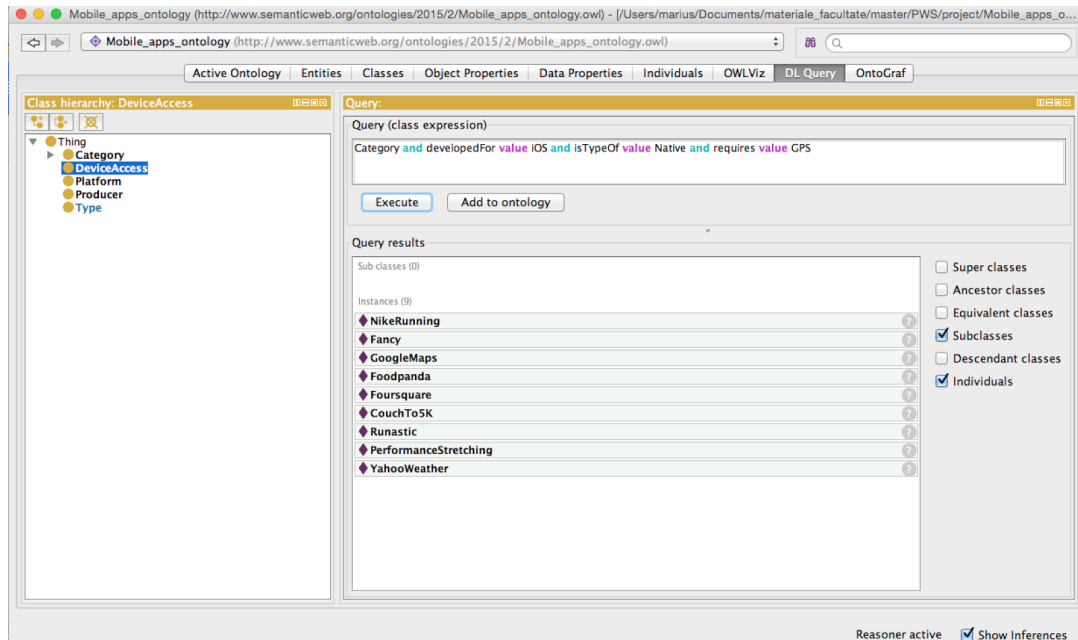 Mobile_apps_ontology (http://www.semanticweb.org/ontologies/2015/2/Mobile_apps_ontology.owl) - [/Users/marius/Documents/materiale_facultate/master/PWS/project/Mobile_apps_o...
Mobile_apps_ontology (http://www.semanticweb.org/ontologies/2015/2/Mobile_apps_ontology.owl)
Active Ontology Entities Classes Object Properties Data Properties Individuals OWLViz DL Query OntoGraf
Class hierarchy: DeviceAccess
Thing
Category
DeviceAccess
Platform
Producer
Type
Query:
Query (class expression)
Category and developedFor value iOS and isTypeOf value Native and requires value GPS
Execute Add to ontology
Query results
Sub classes (0)
Instances (9)
NikeRunning
Fancy
GoogleMaps
Foodpanda
Foursquare
CouchTo5K
Runastic
PerformanceStretching
YahooWeather
Super classes
Ancestor classes
Equivalent classes
Subclasses
Descendant classes
Individuals
Reasoner active Show Inferences